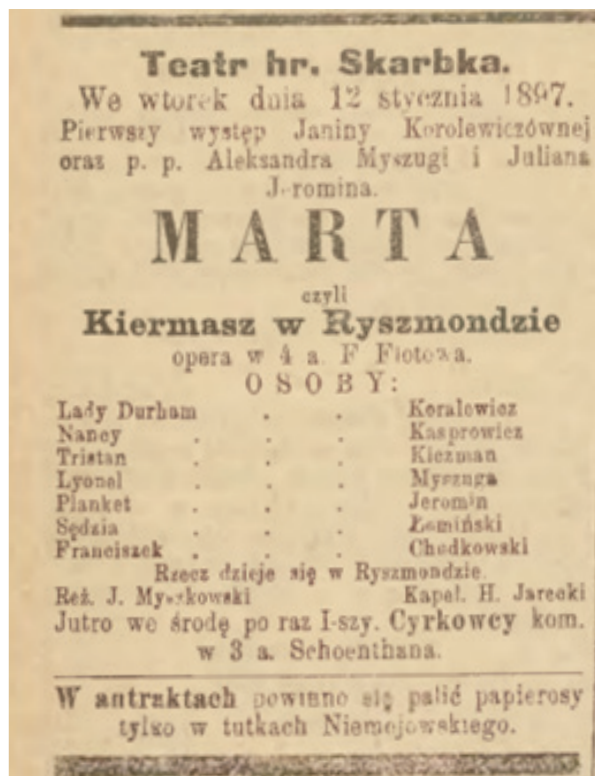 Teatr hr. Skarbka.
We wtorek dnia 12 stycznia 1897.
Pierwszy występ Janiny Korolewiczównej
oraz p. p. Aleksandra Myszugi i Juliana
Jeromina.
MARTA
czyli
Kiermasz w Ryszmondzie
opera w 4 a. F Flotowa.
OSOBY:
Lady Durham . . Koralewicz
Nancy . . . Kasprowicz
Tristan . . . Kiczman
Lyonel . . . Myszuga
Planket . . . Jeromin
Sędzia . . . Łomiński
Franciszek . . . Chodkowski
Rzecz dzieje się w Ryszmondzie.
Reż. J. Myszkowski Kapel. H. Jarecki
Jutro we środę po raz I-szy. Cyrkowcy kom.
w 3 a. Schoenthana.
W antraktach powinno się palić papierosy
tylko w tutkach Niemojowskiego.